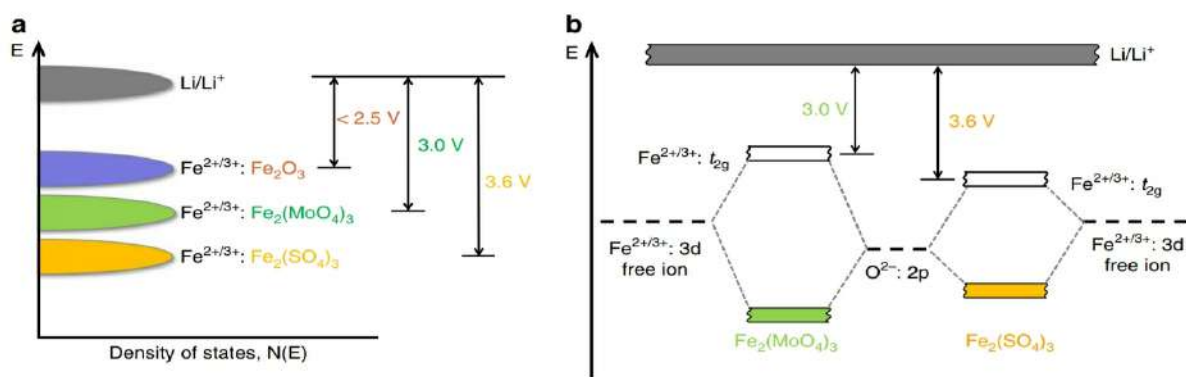 a
E
Li/Li⁺
< 2.5 V
3.0 V
3.6 V
Fe²⁺/³⁺: Fe₂O₃
Fe²⁺/³⁺: Fe₂(MoO₄)₃
Fe²⁺/³⁺: Fe₂(SO₄)₃
Density of states, N(E)
b
E
Li/Li⁺
3.0 V
3.6 V
Fe²⁺/³⁺: t₂g
Fe²⁺/³⁺: t₂g
Fe²⁺/³⁺: 3d
free ion
O²⁻: 2p
Fe²⁺/³⁺: 3d
free ion
Fe₂(MoO₄)₃
Fe₂(SO₄)₃